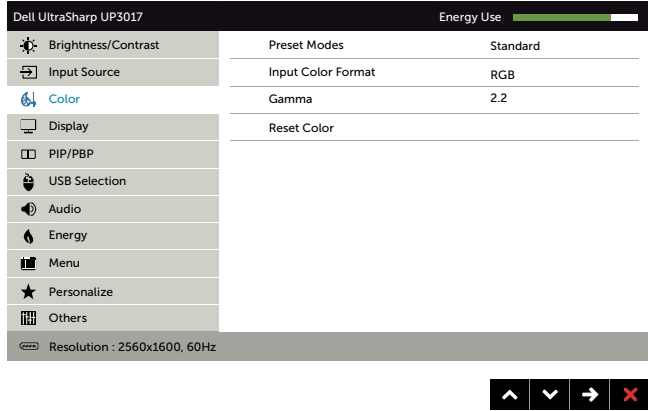 Dell UltraSharp UP3017 Energy Use
Brightness/Contrast
Input Source
Color
Display
PIP/PBP
USB Selection
Audio
Energy
Menu
Personalize
Others
Preset Modes Standard
Input Color Format RGB
Gamma 2.2
Reset Color
Resolution : 2560x1600, 60Hz